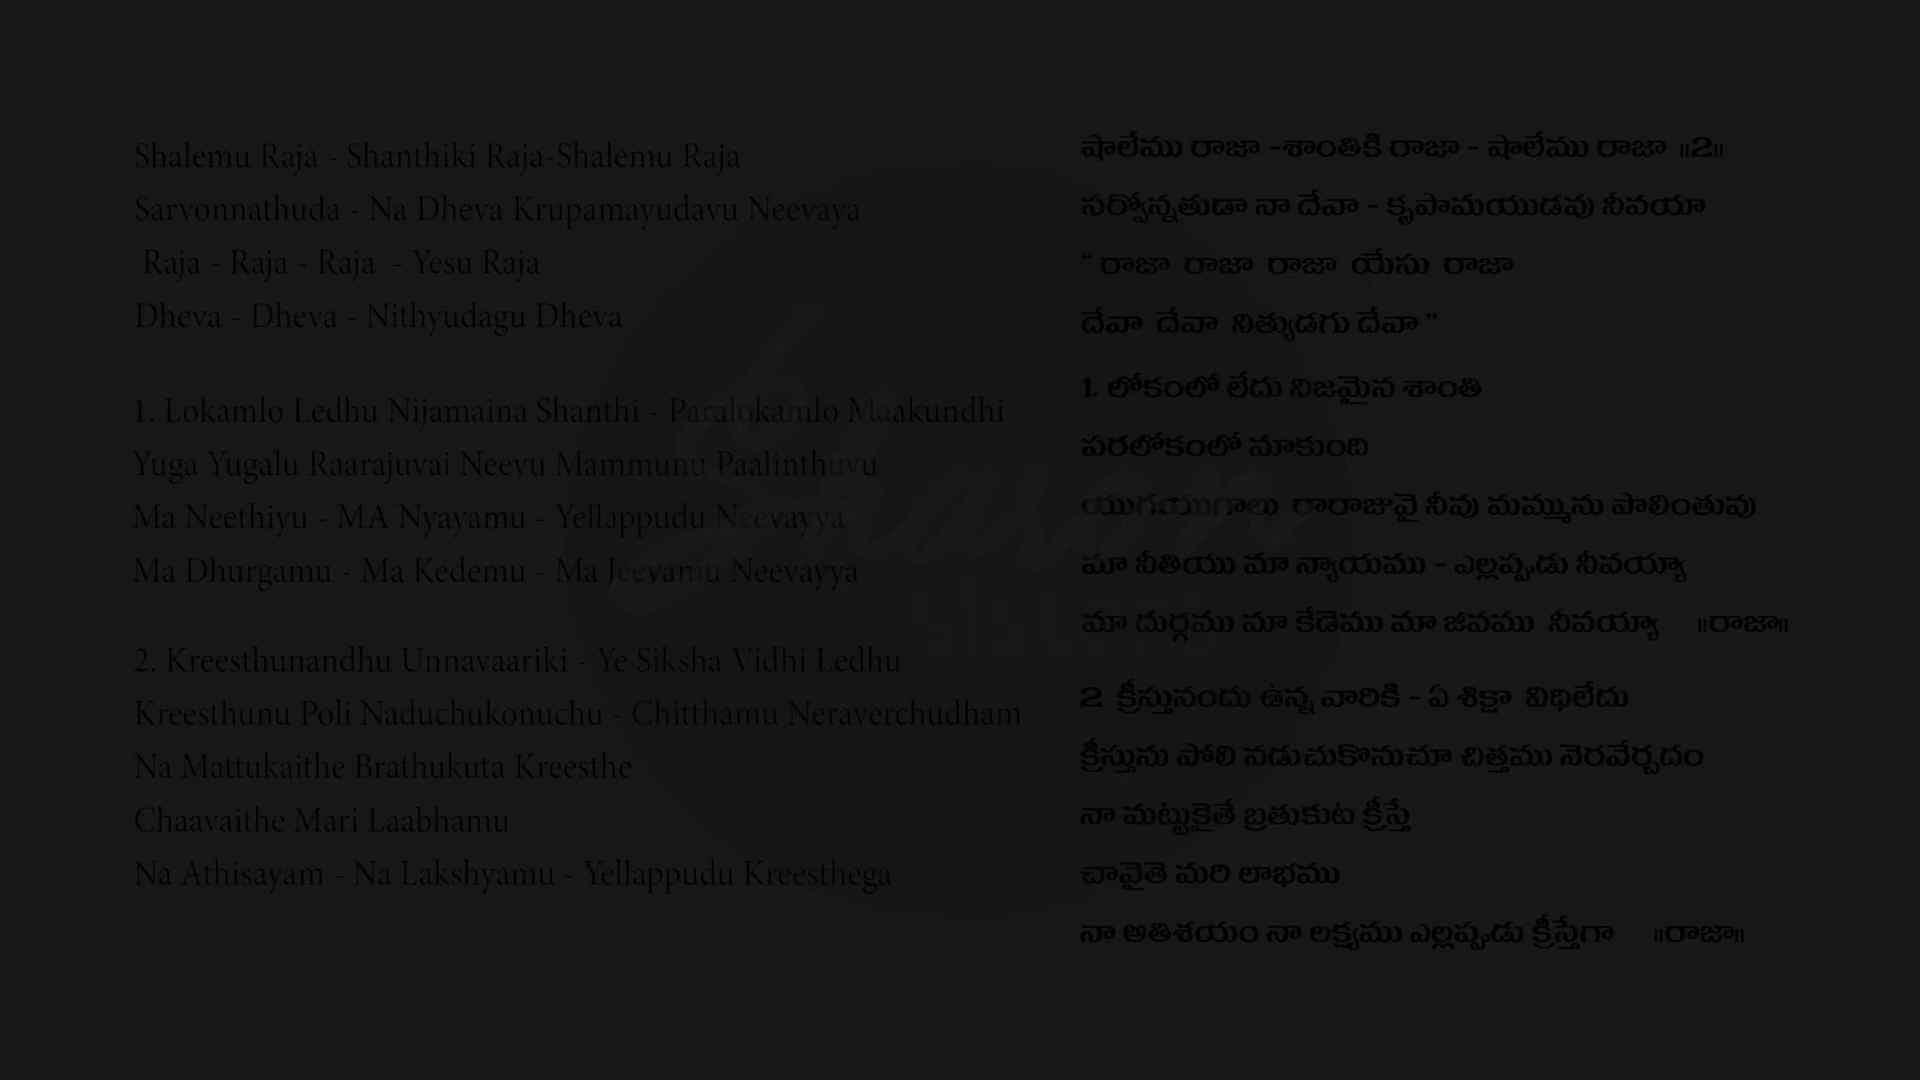 Shalemu Raja - Shanthiki Raja-Shalemu Raja
Sarvonnathuda - Na Dheva Krupamayudavu Neevaya
Raja - Raja - Raja - Yesu Raja
Dheva - Dheva - Nithyudagu Dheva
1. Lokamlo Ledhu Nijamaina Shanthi - Paralokamlo Maakundhi
Yuga Yugalu Raarajuvai Neevu Mammunu Paalinthuvu
Ma Neethiyu - MA Nyayamu - Yellappudu Neevayya
Ma Dhurgamu - Ma Kedemu - Ma Jeevamu Neevayya
2. Kreesthunandhu Unnavaariki - Ye Siksha Vidhi Ledhu
Kreesthunu Poli Naduchukonuchu - Chitthamu Neraverchudham
Na Mattukaithe Brathukuta Kreesthe
Chaavaithe Mari Laabhamu
Na Athisayam - Na Lakshyamu - Yellappudu Kreesthega
షాలేము రాజా -శాంతికి రాజా - షాలేము రాజా ॥2॥
సర్వోన్నతుడా నా దేవా - కృపామయుడవు నీవయా
“ రాజా రాజా రాజా యేసు రాజా
దేవా దేవా నిత్యుడగు దేవా ”
1. లోకంలో లేదు నిజమైన శాంతి
పరలోకంలో మాకుంది
యుగయుగాలు రారాజువై నీవు మమ్మును పాలింతువు
మా నీతియు మా న్యాయము - ఎల్లప్పుడు నీవయ్యా
మా దుర్గము మా కేడెము మా జీవము నీవయ్యా ॥రాజా॥
2 క్రీస్తునందు ఉన్న వారికి - ఏ శిక్షా విధిలేదు
క్రీస్తును పోలి నడుచుకొనుచూ చిత్తము నెరవేర్చదం
నా మట్టుకైతే బ్రతుకుట క్రీస్తే
చావైతె మరి లాభము
నా అతిశయం నా లక్ష్యము ఎల్లప్పుడు క్రీస్తేగా ॥రాజా॥
Sharon